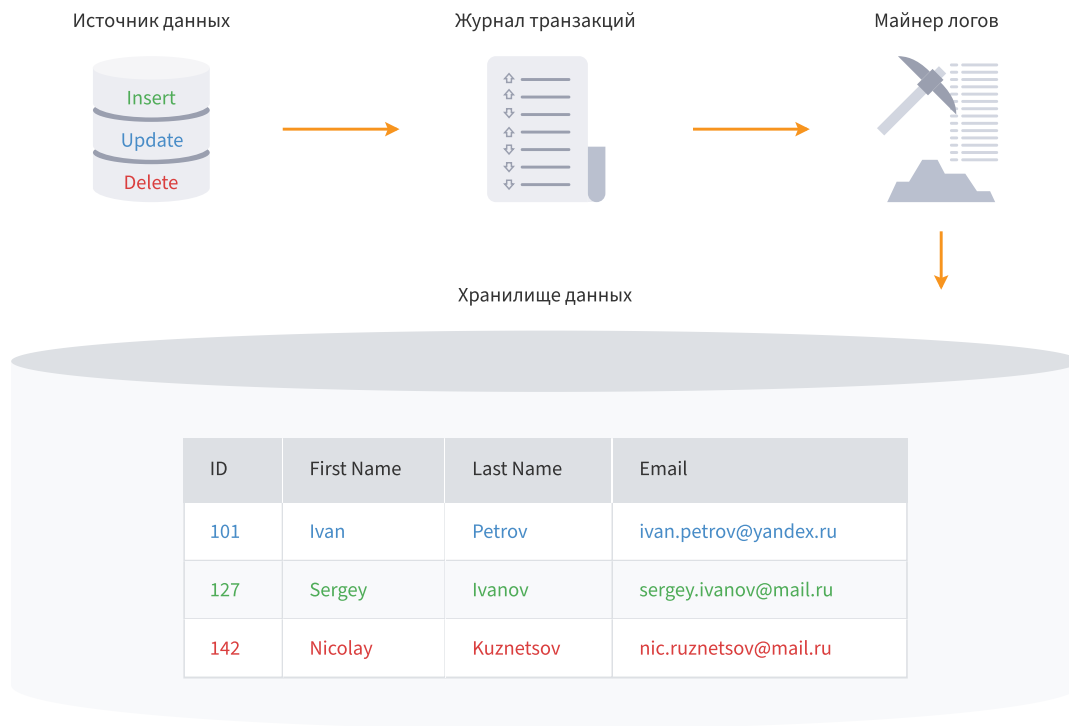 Источник данных
Журнал транзакций
Майнер логов
Insert
Update
Delete
Хранилище данных
ID First Name Last Name Email
101 Ivan Petrov ivan.petrov@yandex.ru
127 Sergey Ivanov sergey.ivanov@mail.ru
142 Nicolay Kuznetsov nic.ruznetsov@mail.ru